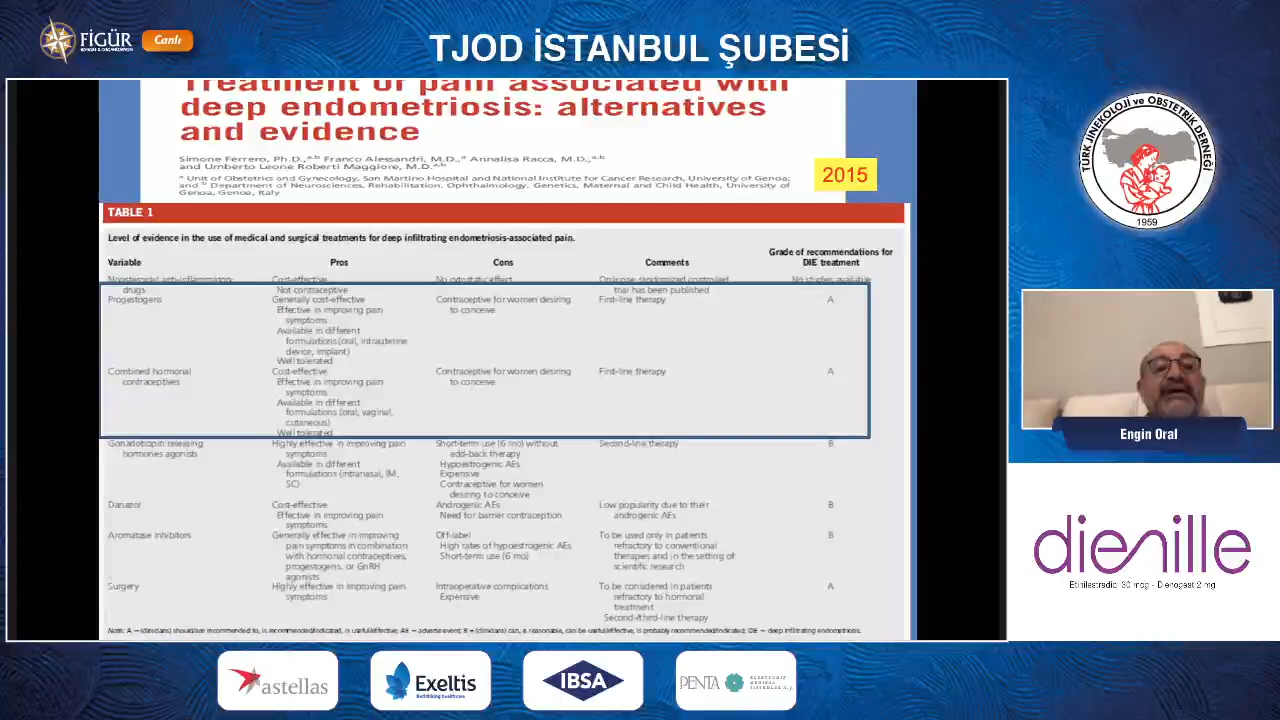 FİGÜR
KONGRE & ORGANİZASYON
Canlı
TJOD İSTANBUL ŞUBESİ
Treatment of pain associated with
deep endometriosis: alternatives
and evidence
Simone Ferrero, Ph.D.,a,b Franco Alessandri, M.D.,a Annalisa Racca, M.D.,a,b
and Umberto Leone Roberti Maggiore, M.D.a,b
a Unit of Obstetrics and Gynecology, San Martino Hospital and National Institute for Cancer Research, University of Genoa;
and b Department of Neurosciences, Rehabilitation, Ophthalmology, Genetics, Maternal and Child Health, University of
Genoa, Genoa, Italy
2015
TABLE 1
Level of evidence in the use of medical and surgical treatments for deep infiltrating endometriosis-associated pain.
Variable Pros Cons Comments Grade of recommendations for DIE treatment
Nonsteroidal anti-inflammatory drugs
Cost-effective
Not contraceptive
No cytostatic effect
Only one randomized controlled
trial has been published
No studies available
Progestogens
Generally cost-effective
Effective in improving pain
symptoms
Available in different
formulations (oral, intrauterine
device, implant)
Well tolerated
Contraceptive for women desiring
to conceive
First-line therapy
A
Combined hormonal
contraceptives
Cost-effective
Effective in improving pain
symptoms
Available in different
formulations (oral, vaginal,
cutaneous)
Well tolerated
Contraceptive for women desiring
to conceive
First-line therapy
A
Gonadotropin releasing
hormones agonists
Highly effective in improving pain
symptoms
Available in different
formulations (intranasal, IM,
SC)
Short-term use (6 mo) without
add-back therapy
Hypoestrogenic AEs
Expensive
Contraceptive for women
desiring to conceive
Second-line therapy
B
Danazol
Cost-effective
Effective in improving pain
symptoms
Androgenic AEs
Need for barrier contraception
Low popularity due to their
androgenic AEs
B
Aromatase inhibitors
Generally effective in improving
pain symptoms in combination
with hormonal contraceptives,
progestogens, or GnRH
agonists
Off-label
High rates of hypoestrogenic AEs
Short-term use (6 mo)
To be used only in patients
refractory to conventional
therapies and in the setting of
scientific research
B
Surgery
Highly effective in improving pain
symptoms
Intraoperative complications
Expensive
To be considered in patients
refractory to hormonal
treatment
Second-/third-line therapy
A
Note: A = (clinicians) should/are recommended to, is recommended/indicated, is useful/effective; AE = adverse event; B = (clinicians) can, is reasonable, can be useful/effective, is probably recommended/indicated; DIE = deep infiltrating endometriosis.
TÜRK JİNEKOLOJİ ve OBSTETRİK DERNEĞİ
1959
Engin Oral
dienille
Etinilestradiol - Dienogest 2 mg
astellas
Exeltis
Rethinking healthcare
IBSA
PENTA
ELEKTRONİK
MEDİKAL
SİSTEMLER A.Ş.